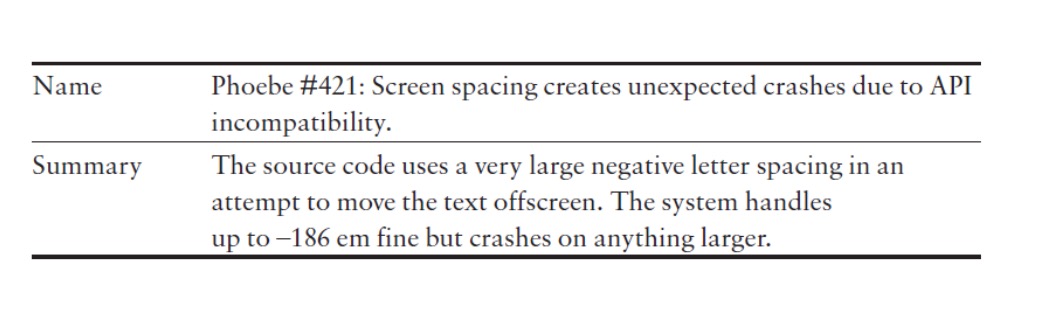 Name Phoebe #421: Screen spacing creates unexpected crashes due to API
incompatibility.
Summary The source code uses a very large negative letter spacing in an
attempt to move the text offscreen. The system handles
up to –186 em fine but crashes on anything larger.